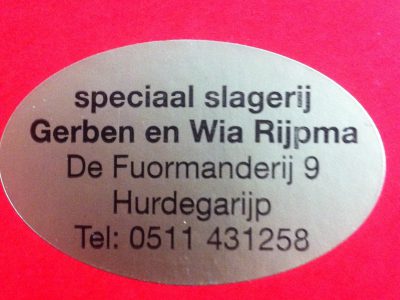 speciaal slagerij
Gerben en Wia Rijpma
De Fuormanderij 9
Hurdegarijp
Tel: 0511 431258